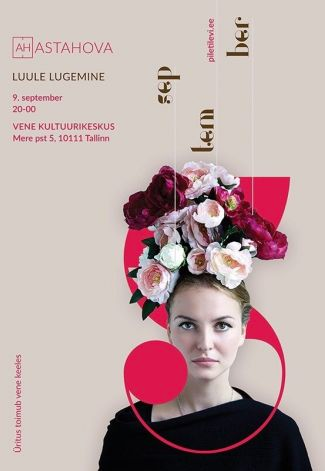 AH ASTAHOVA
LUULE LUGEMINE
9. september
20-00
VENE KULTUURIKESKUS
Mere pst 5, 10111 Tallinn
sep
tem
ber
piletilevi.ee
Üritus toimub vene keeles